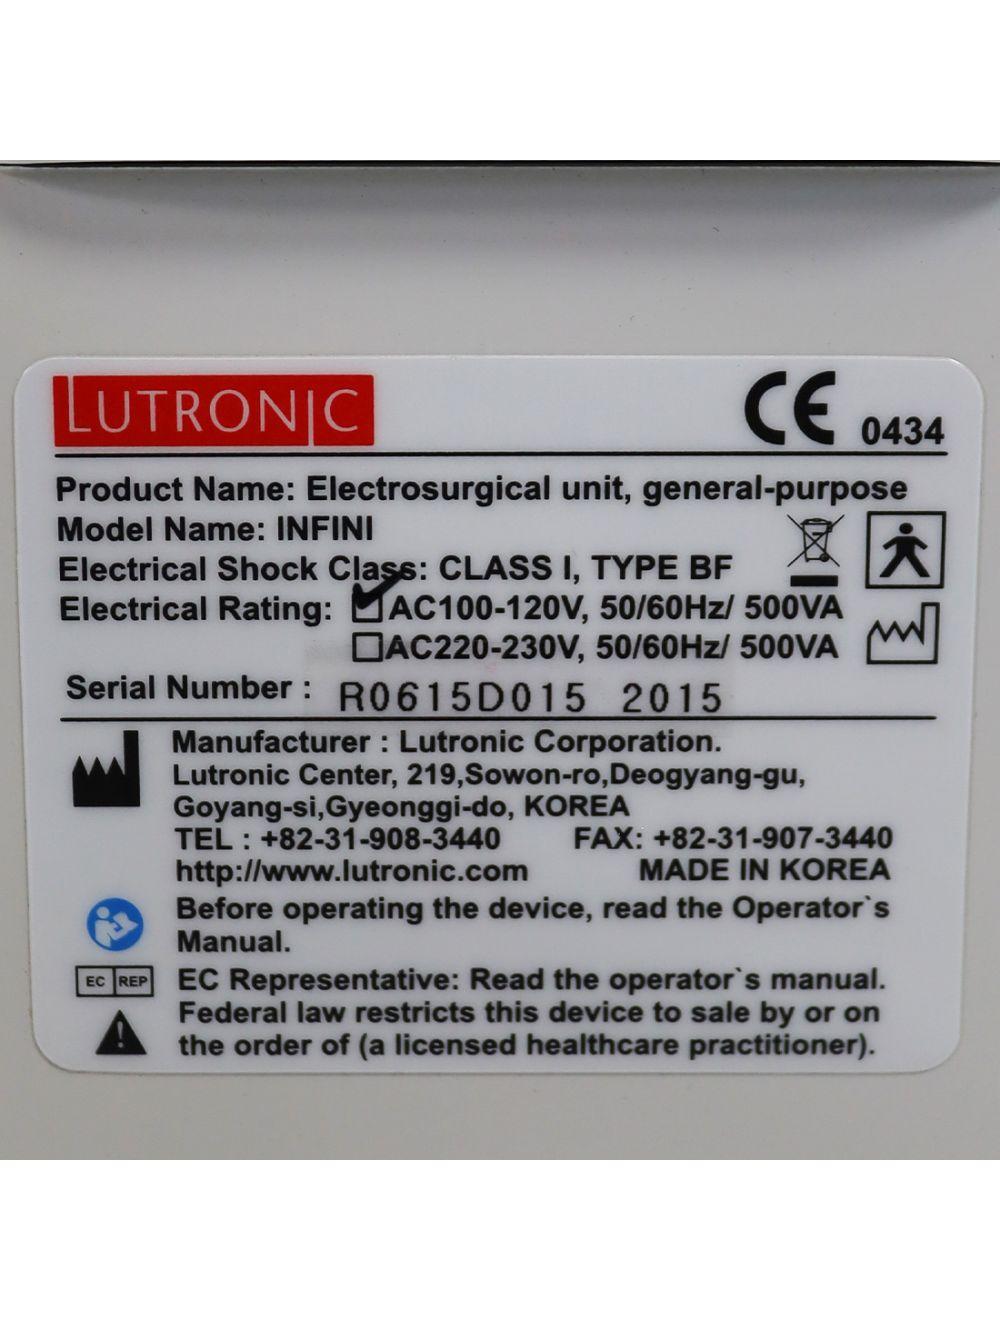 LUTRONIC
CE 0434
Product Name: Electrosurgical unit, general-purpose
Model Name: INFINI
Electrical Shock Class: CLASS I, TYPE BF
Electrical Rating: ☑AC100-120V, 50/60Hz/ 500VA
☐AC220-230V, 50/60Hz/ 500VA
Serial Number : R0615D015 2015
Manufacturer : Lutronic Corporation.
Lutronic Center, 219,Sowon-ro,Deogyang-gu,
Goyang-si,Gyeonggi-do, KOREA
TEL : +82-31-908-3440 FAX: +82-31-907-3440
http://www.lutronic.com MADE IN KOREA
Before operating the device, read the Operator`s
Manual.
EC REP EC Representative: Read the operator`s manual.
Federal law restricts this device to sale by or on
the order of (a licensed healthcare practitioner).